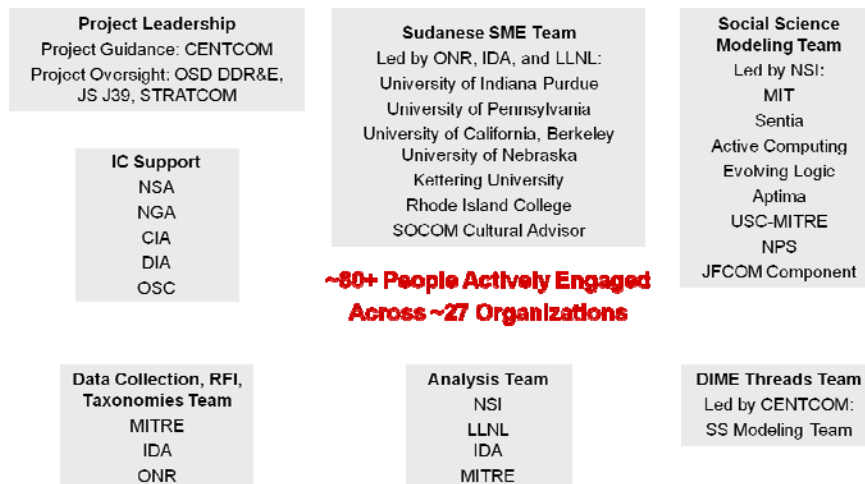 Project Leadership
Project Guidance: CENTCOM
Project Oversight: OSD DDR&E,
JS J39, STRATCOM
Sudanese SME Team
Led by ONR, IDA, and LLNL:
University of Indiana Purdue
University of Pennsylvania
University of California, Berkeley
University of Nebraska
Kettering University
Rhode Island College
SOCOM Cultural Advisor
Social Science
Modeling Team
Led by NSI:
MIT
Sentia
Active Computing
Evolving Logic
Aptima
USC-MITRE
NPS
JFCOM Component
IC Support
NSA
NGA
CIA
DIA
OSC
~80+ People Actively Engaged
Across ~27 Organizations
Data Collection, RFI,
Taxonomies Team
MITRE
IDA
ONR
Analysis Team
NSI
LLNL
IDA
MITRE
DIME Threads Team
Led by CENTCOM:
SS Modeling Team